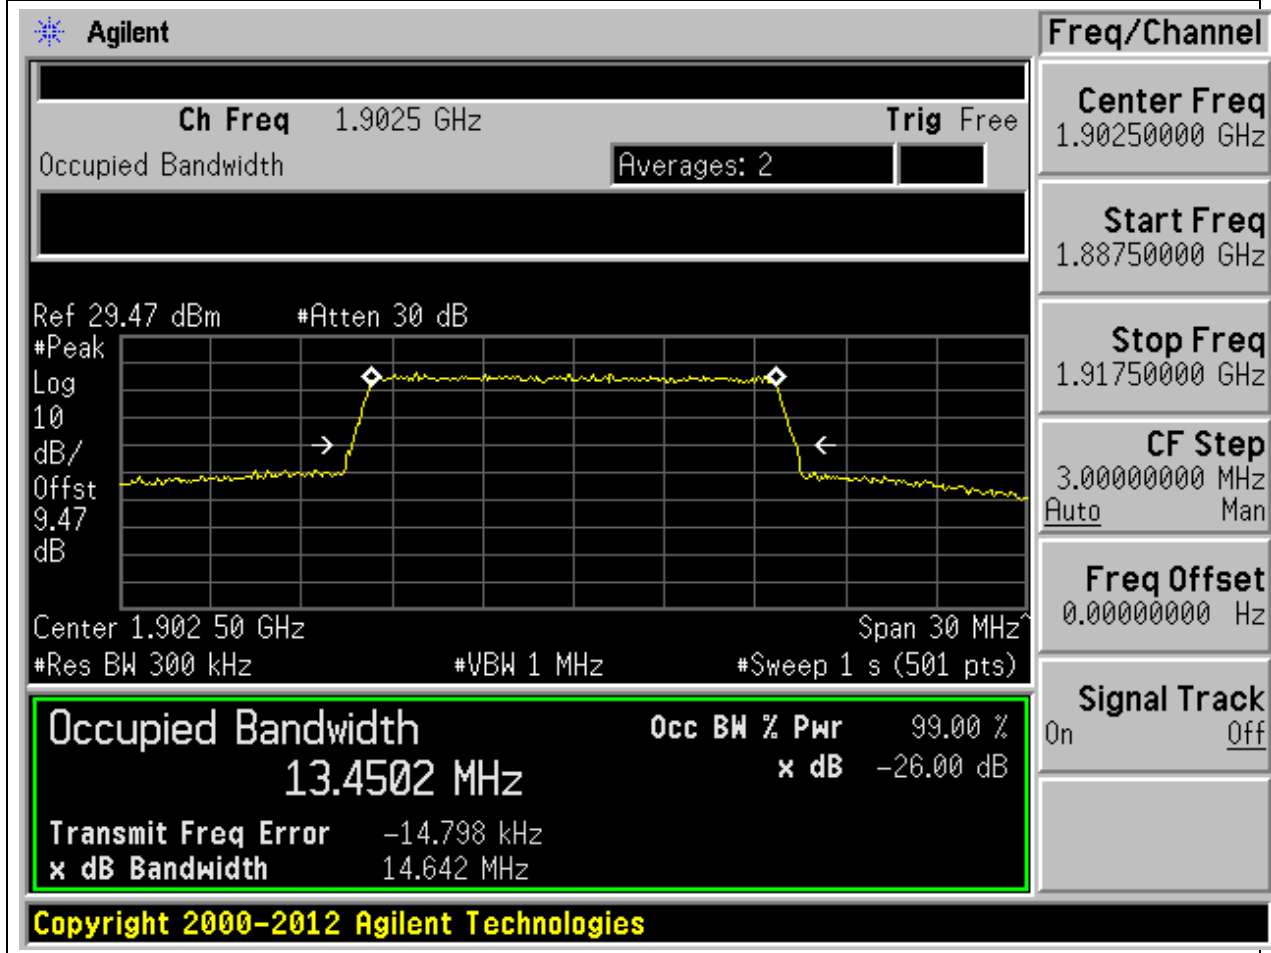 Agilent
Freq/Channel
Ch Freq 1.9025 GHz Trig Free
Occupied Bandwidth Averages: 2
Center Freq
1.90250000 GHz
Start Freq
1.88750000 GHz
Stop Freq
1.91750000 GHz
CF Step
3.00000000 MHz
Auto Man
Freq Offset
0.00000000 Hz
Signal Track
On Off
Ref 29.47 dBm #Atten 30 dB
#Peak
Log
10
dB/
Offst
9.47
dB
Center 1.902 50 GHz Span 30 MHz^
#Res BW 300 kHz #VBW 1 MHz #Sweep 1 s (501 pts)
Occupied Bandwidth Occ BW % Pwr 99.00 %
13.4502 MHz x dB -26.00 dB
Transmit Freq Error -14.798 kHz
x dB Bandwidth 14.642 MHz
Copyright 2000-2012 Agilent Technologies